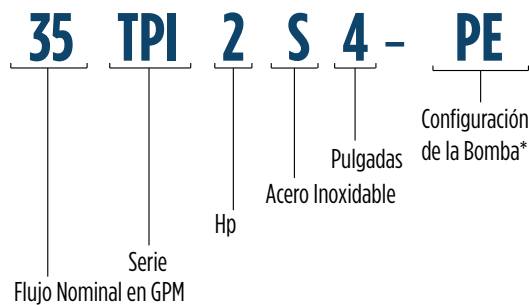 35 TPI 2 S 4 - PE
Configuración
de la Bomba*
Pulgadas
Acero Inoxidable
Hp
Serie
Flujo Nominal en GPM